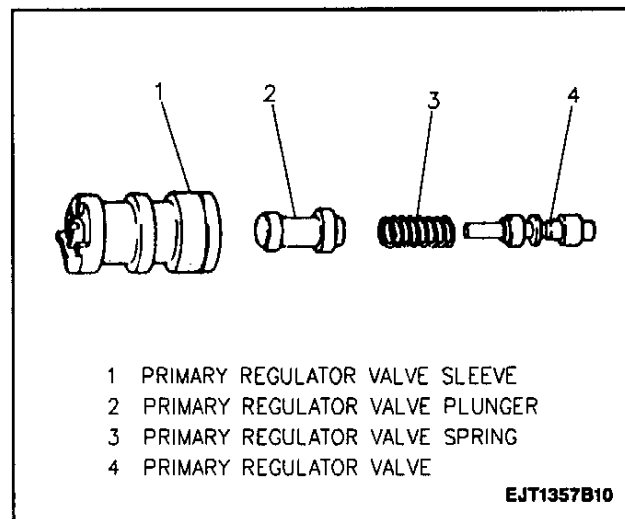 1 2 3 4
1 PRIMARY REGULATOR VALVE SLEEVE
2 PRIMARY REGULATOR VALVE PLUNGER
3 PRIMARY REGULATOR VALVE SPRING
4 PRIMARY REGULATOR VALVE
EJT1357B10